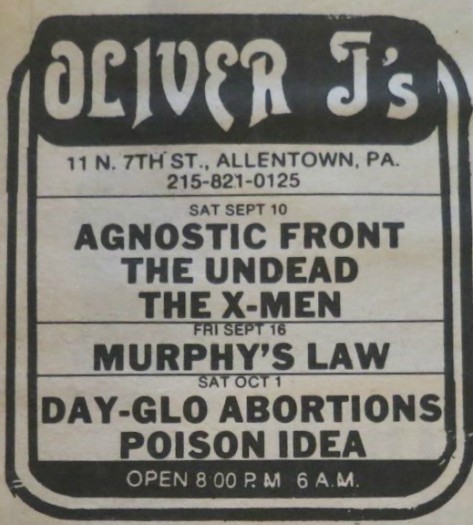 OLIVER J's
11 N. 7TH ST., ALLENTOWN, PA.
215-821-0125
SAT SEPT 10
AGNOSTIC FRONT
THE UNDEAD
THE X-MEN
FRI SEPT 16
MURPHY'S LAW
SAT OCT 1
DAY-GLO ABORTIONS
POISON IDEA
OPEN 8 00 P.M 6 A.M.